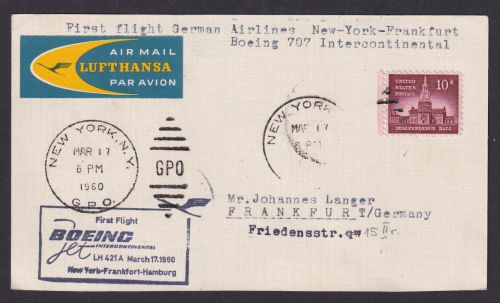 First flight German Airlines New-York-Frankfurt
Boeing 707 Intercontinental
AIR MAIL
LUFTHANSA
PAR AVION
UNITED STATES POSTAGE
10¢
INDEPENDENCE HALL
NEW YORK, N.Y.
MAR 17
6 PM
1960
G.P.O.
GPO
NEW YORK
MAR 17
PM
Mr. Johannes Langer
FRANKFURT/Germany
Friedensstr.
First Flight
BOEING
jet INTERCONTINENTAL
LH 421A March 17.1960
New York-Frankfurt-Hamburg